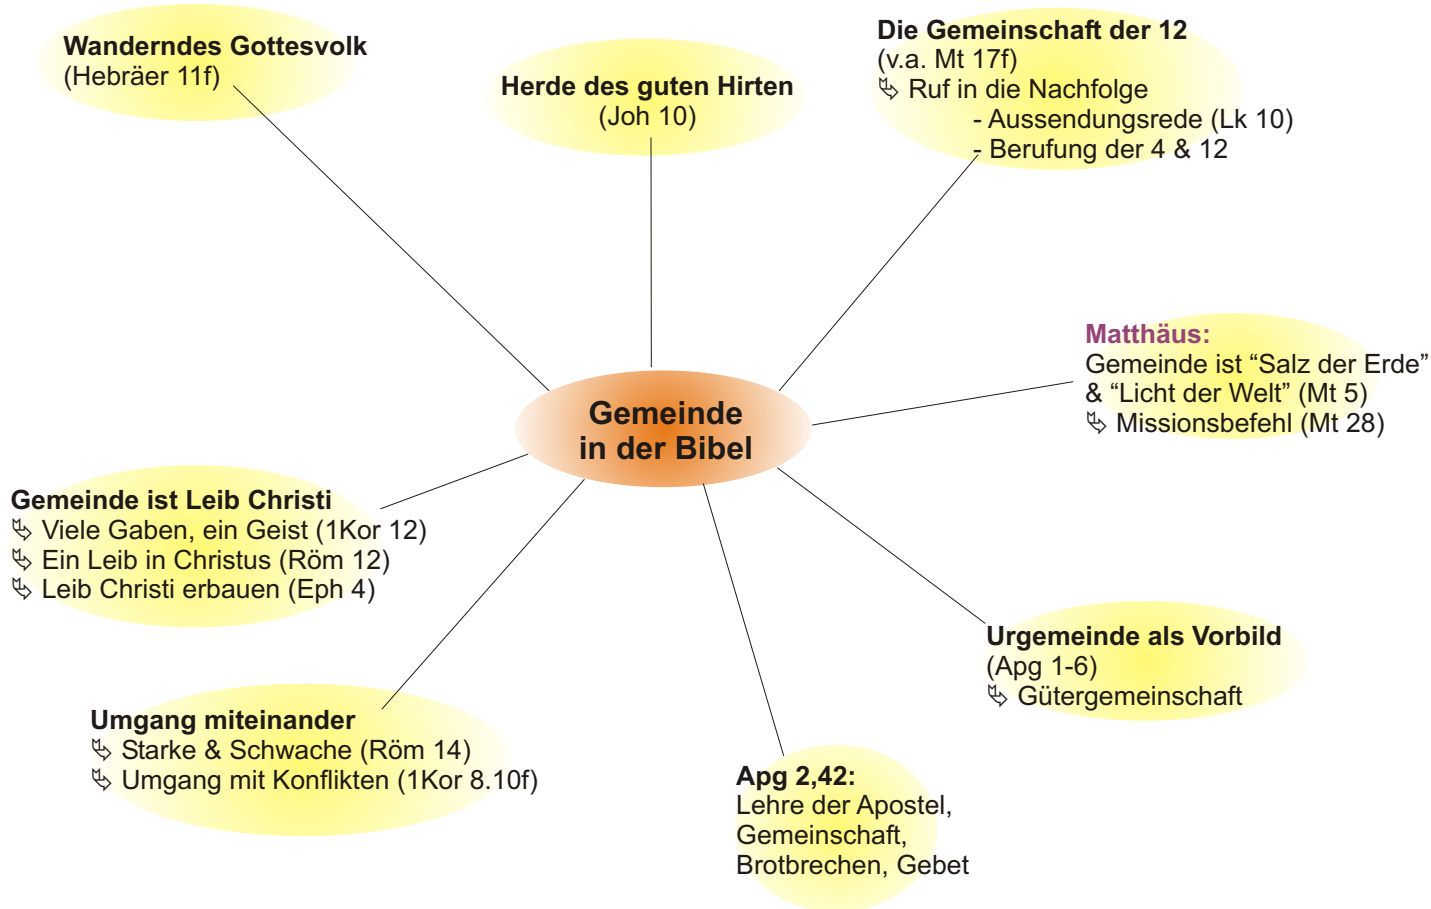 Wanderndes Gottesvolk
(Hebräer 11f)
Herde des guten Hirten
(Joh 10)
Die Gemeinschaft der 12
(v.a. Mt 17f)
Ruf in die Nachfolge
- Aussendungsrede (Lk 10)
- Berufung der 4 & 12
Matthäus:
Gemeinde ist “Salz der Erde”
& “Licht der Welt” (Mt 5)
Missionsbefehl (Mt 28)
Gemeinde
in der Bibel
Gemeinde ist Leib Christi
Viele Gaben, ein Geist (1Kor 12)
Ein Leib in Christus (Röm 12)
Leib Christi erbauen (Eph 4)
Urgemeinde als Vorbild
(Apg 1-6)
Gütergemeinschaft
Umgang miteinander
Starke & Schwache (Röm 14)
Umgang mit Konflikten (1Kor 8.10f)
Apg 2,42:
Lehre der Apostel,
Gemeinschaft,
Brotbrechen, Gebet